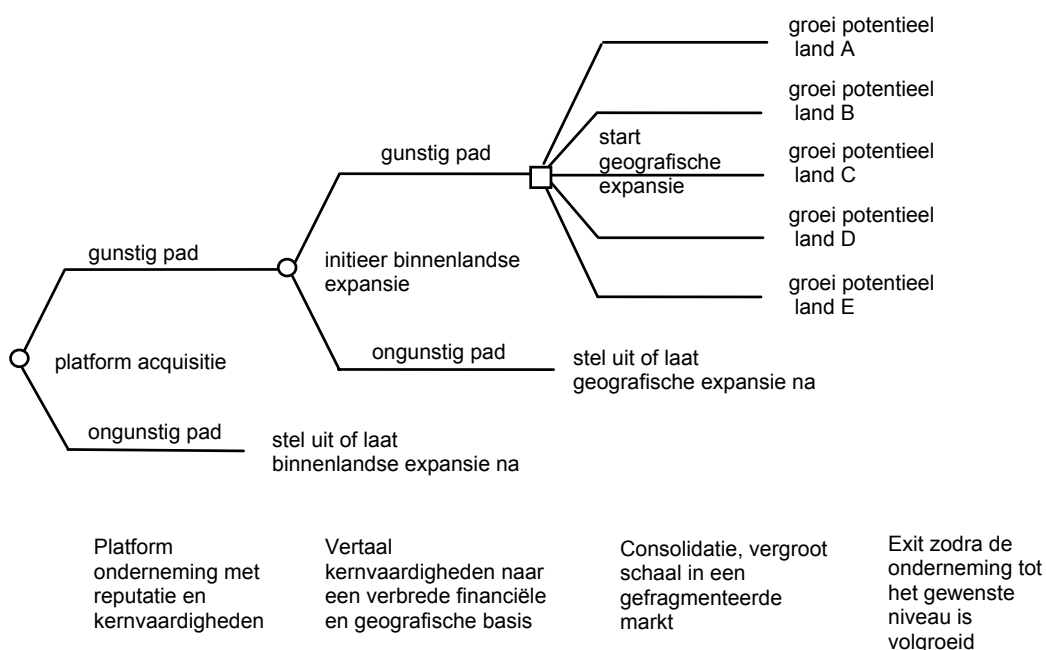 groei potentieel
land A
groei potentieel
land B
gunstig pad
start
geografische
expansie
groei potentieel
land C
groei potentieel
land D
gunstig pad
initieer binnenlandse
expansie
groei potentieel
land E
platform acquisitie
ongunstig pad
stel uit of laat
geografische expansie na
ongunstig pad
stel uit of laat
binnenlandse expansie na
Platform
onderneming met
reputatie en
kernvaardigheden
Vertaal
kernvaardigheden naar
een verbrede financiële
en geografische basis
Consolidatie, vergroot
schaal in een
gefragmenteerde
markt
Exit zodra de
onderneming tot
het gewenste
niveau is
volgroeid